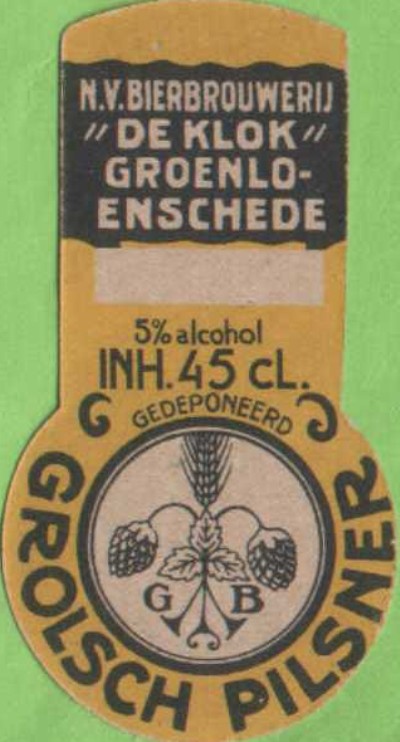 N.V. BIERBROUWERIJ
"DE KLOK"
GROENLO-
ENSCHEDE
5% alcohol
INH. 45 cL.
GEDEPONEERD
G B
GROLSCH PILSNER